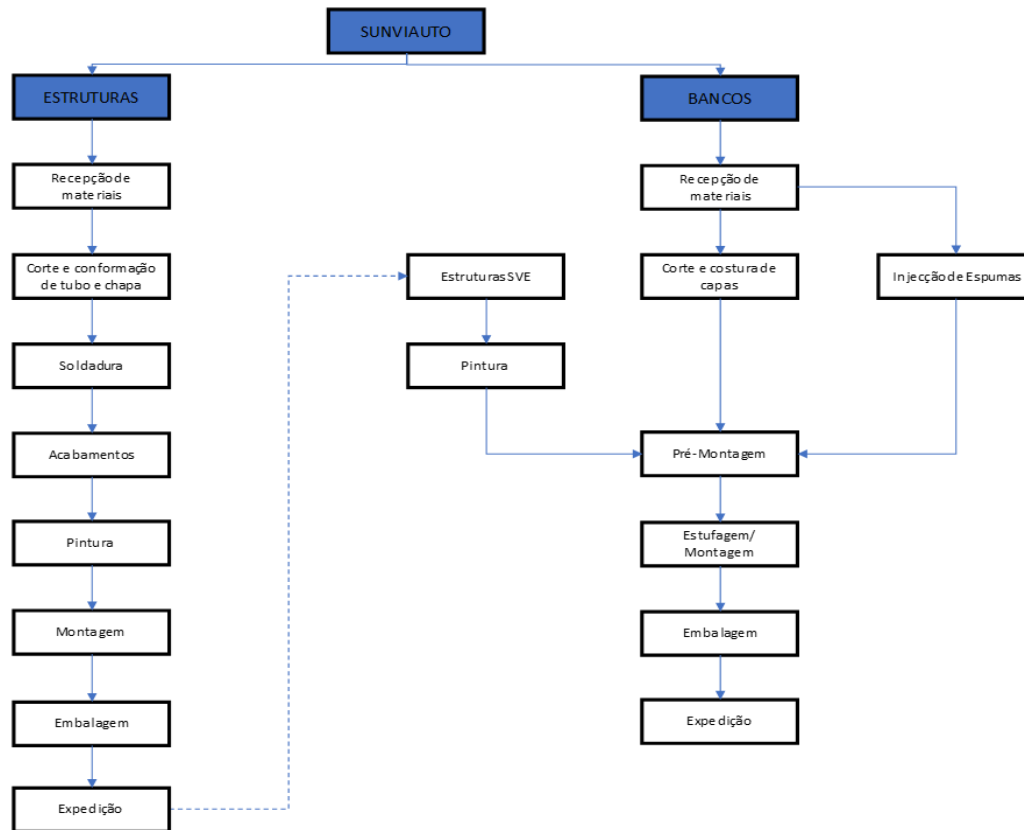 SUNVIAUTO
ESTRUTURAS
BANCOS
Recepção de
materiais
Recepção de
materiais
Corte e conformação
de tubo e chapa
Estruturas SVE
Corte e costura de
capas
Injecção de Espumas
Soldadura
Pintura
Acabamentos
Pré-Montagem
Pintura
Estufagem/
Montagem
Montagem
Embalagem
Embalagem
Expedição
Expedição